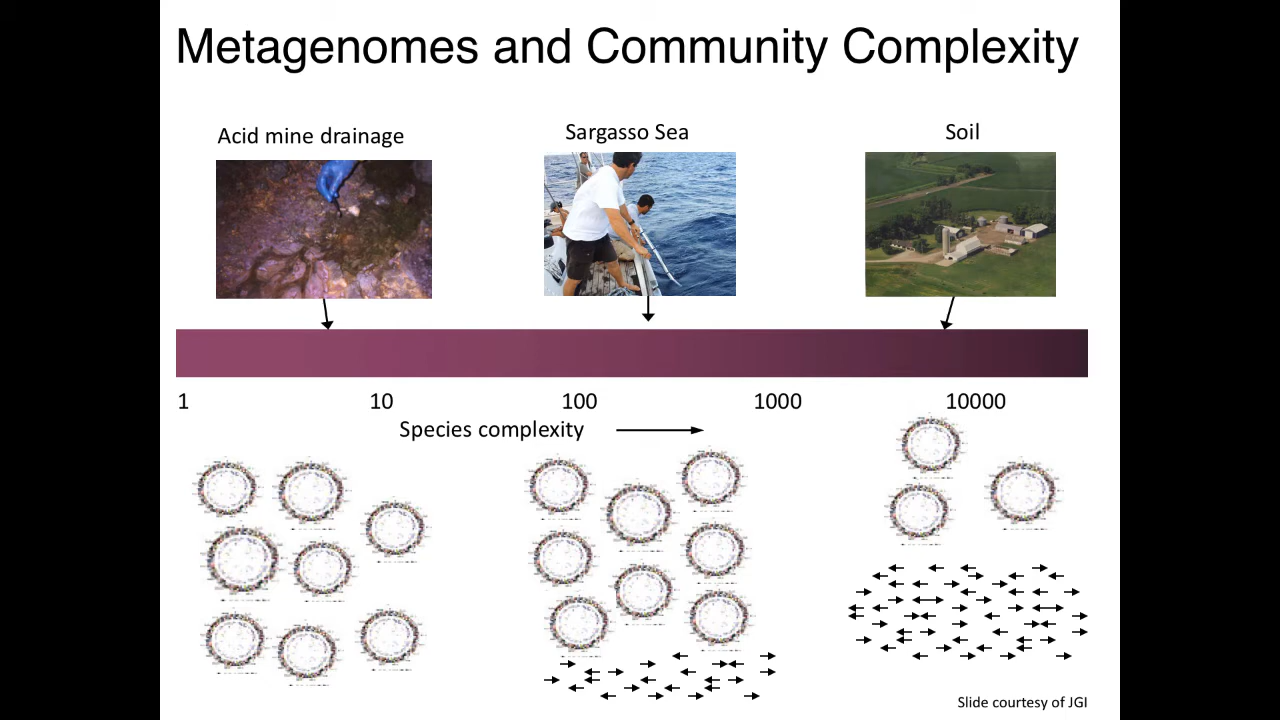 Metagenomes and Community Complexity
Acid mine drainage
Sargasso Sea
Soil
1
10
100
1000
10000
Species complexity
Slide courtesy of JGI